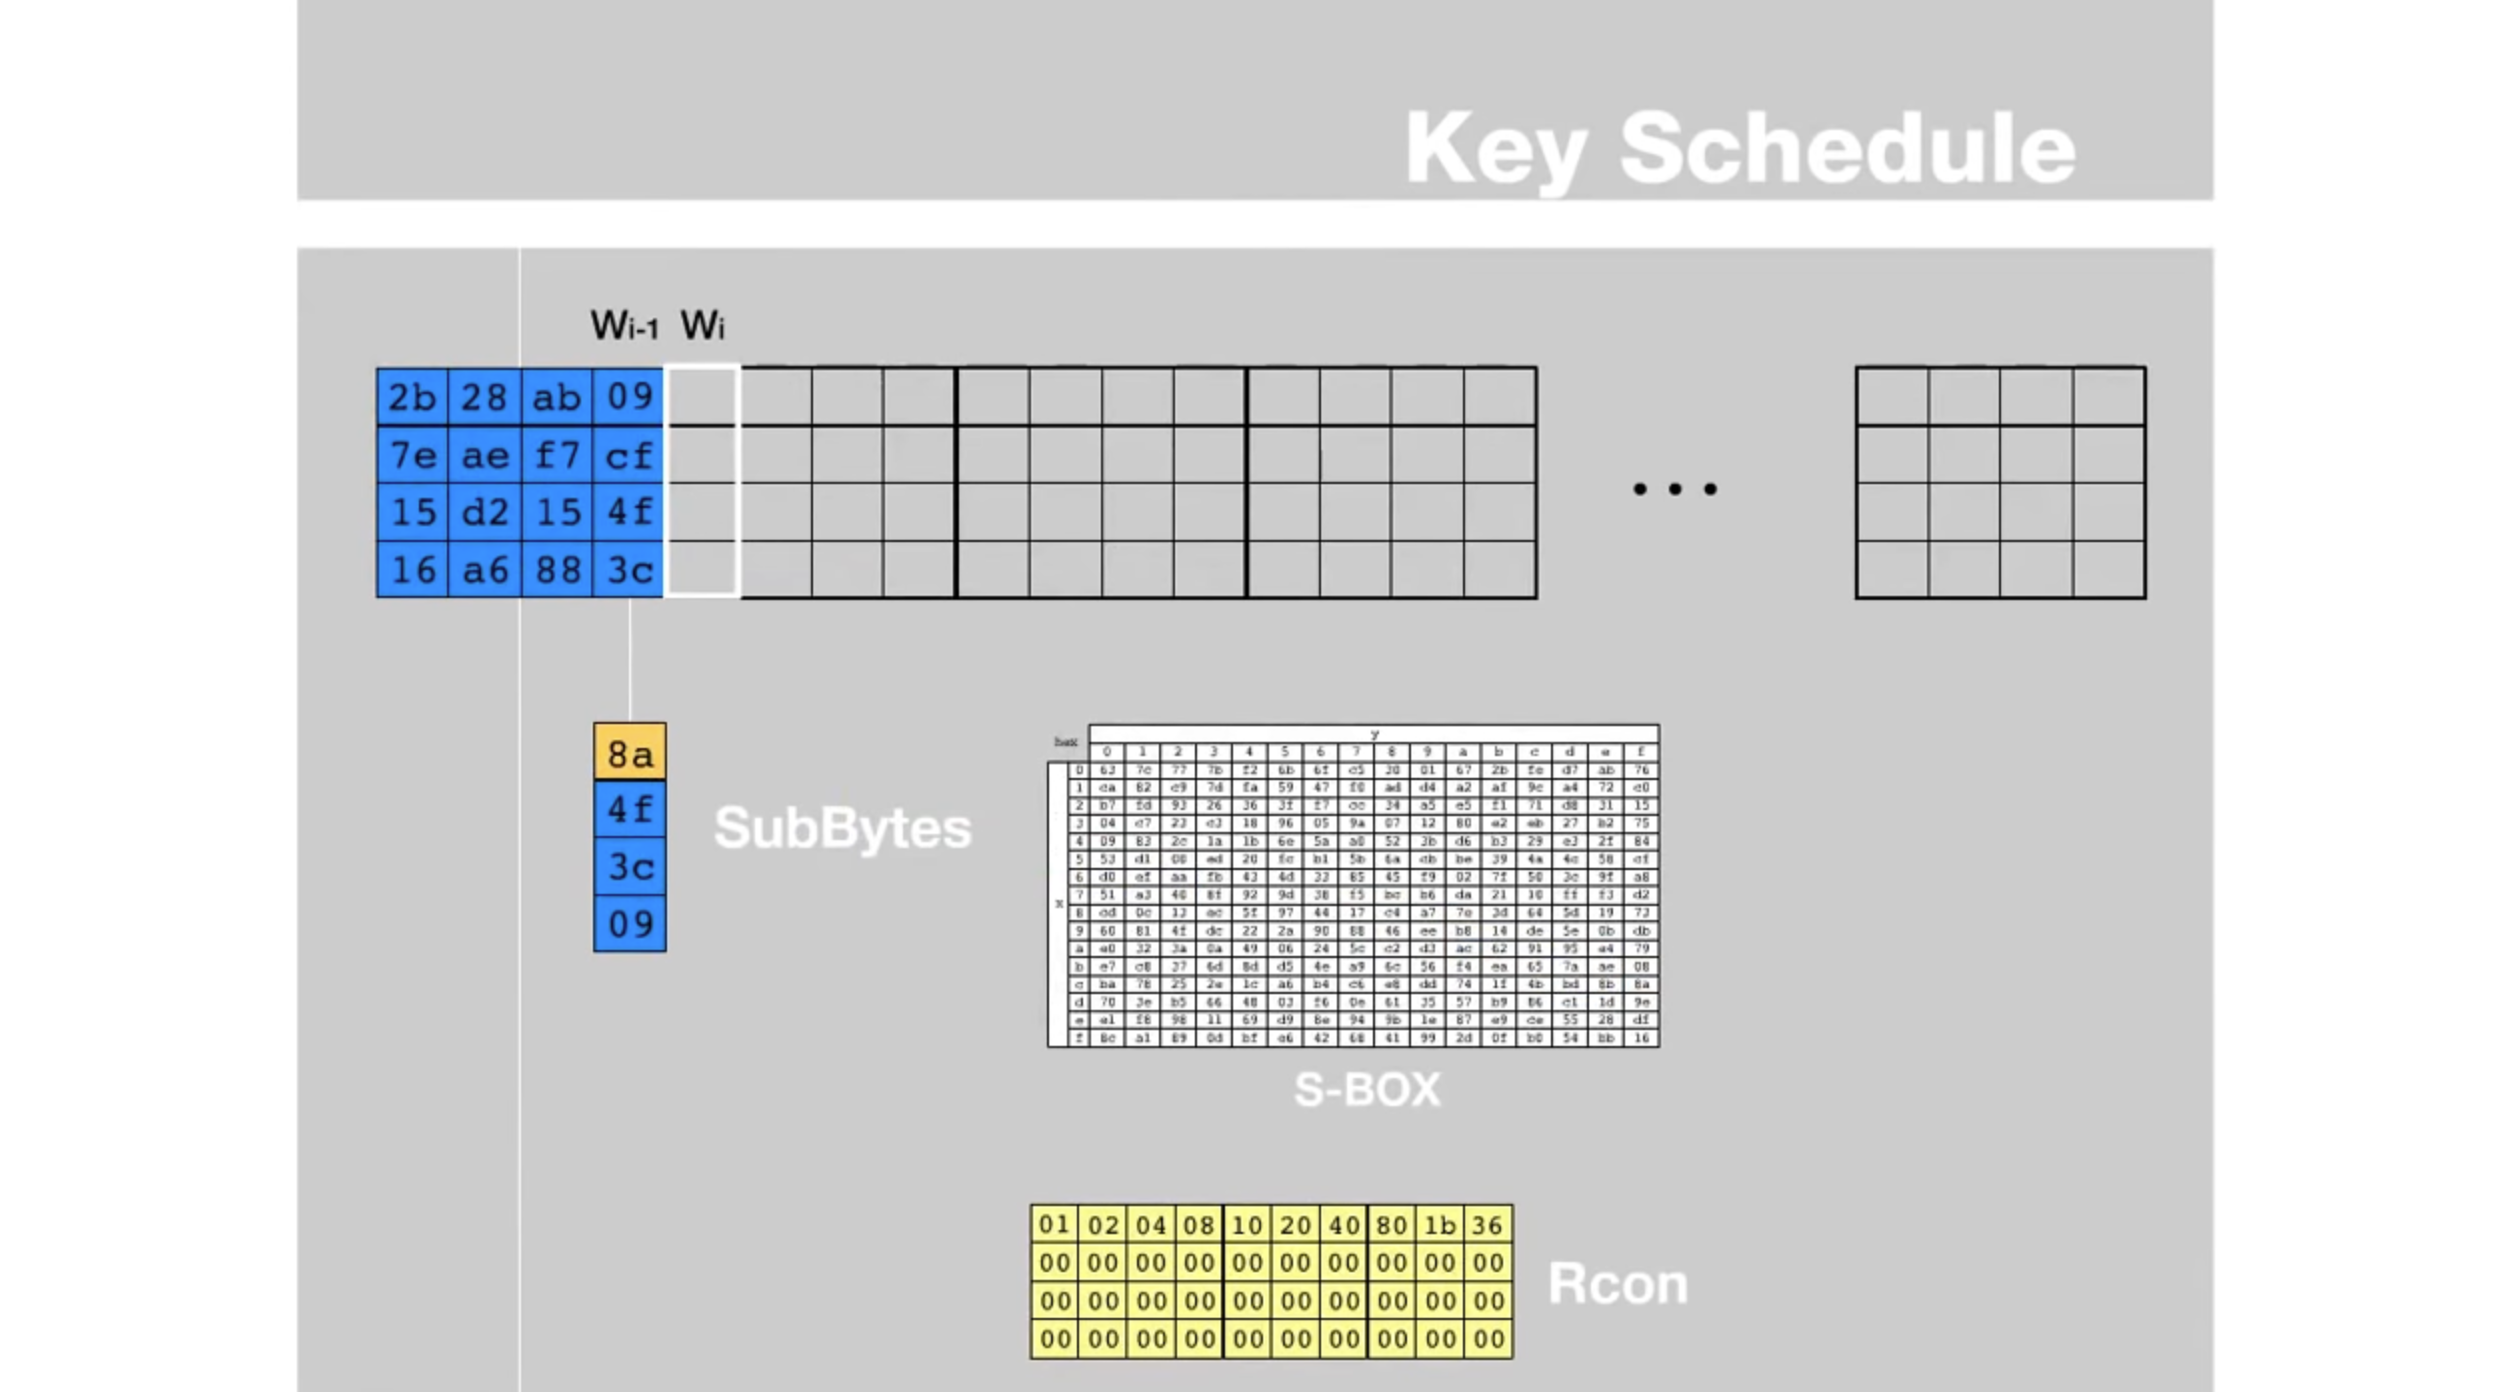 Key Schedule
Wi-1 Wi
2b 28 ab 09
7e ae f7 cf
15 d2 15 4f
16 a6 88 3c
...
8a
4f
3c
09
SubBytes
hex
y
0 1 2 3 4 5 6 7 8 9 a b c d e f
x
0 63 7c 77 7b f2 6b 6f c5 30 01 67 2b fe d7 ab 76
1 ca 82 c9 7d fa 59 47 f0 ad d4 a2 af 9c a4 72 c0
2 b7 fd 93 26 36 3f f7 cc 34 a5 e5 f1 71 d8 31 15
3 04 c7 23 c3 18 96 05 9a 07 12 80 e2 eb 27 b2 75
4 09 83 2c 1a 1b 6e 5a a0 52 3b d6 b3 29 e3 2f 84
5 53 d1 00 ed 20 fc b1 5b 6a cb be 39 4a 4c 58 cf
6 d0 ef aa fb 43 4d 33 85 45 f9 02 7f 50 3c 9f a8
7 51 a3 40 8f 92 9d 38 f5 bc b6 da 21 10 ff f3 d2
8 cd 0c 13 ec 5f 97 44 17 c4 a7 7e 3d 64 5d 19 73
9 60 81 4f dc 22 2a 90 88 46 ee b8 14 de 5e 0b db
a e0 32 3a 0a 49 06 24 5c c2 d3 ac 62 91 95 e4 79
b e7 c8 37 6d 8d d5 4e a9 6c 56 f4 ea 65 7a ae 08
c ba 78 25 2e 1c a6 b4 c6 e8 dd 74 1f 4b bd 8b 8a
d 70 3e b5 66 48 03 f6 0e 61 35 57 b9 86 c1 1d 9e
e e1 f8 98 11 69 d9 8e 94 9b 1e 87 e9 ce 55 28 df
f 8c a1 89 0d bf e6 42 68 41 99 2d 0f b0 54 bb 16
S-BOX
01 02 04 08 10 20 40 80 1b 36
00 00 00 00 00 00 00 00 00 00
00 00 00 00 00 00 00 00 00 00
00 00 00 00 00 00 00 00 00 00
Rcon